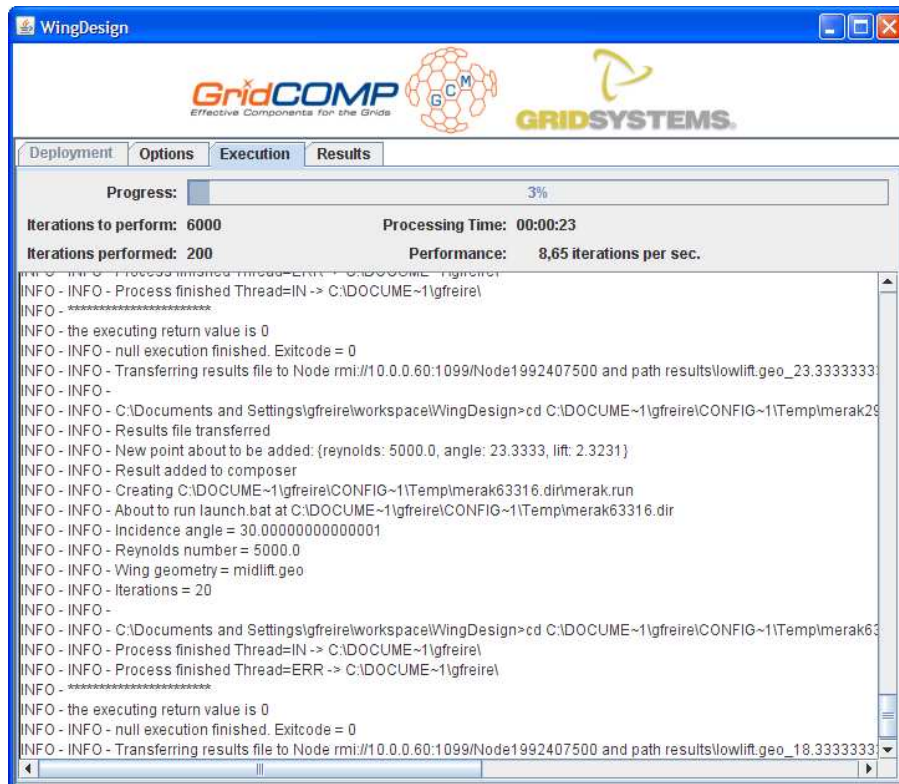 WingDesign
GridCOMP
Effective Components for the Grids
G C M
GRIDSYSTEMS
Deployment Options Execution Results
Progress: 3%
Iterations to perform: 6000 Processing Time: 00:00:23
Iterations performed: 200 Performance: 8,65 iterations per sec.
INFO - INFO - Process finished Thread=ERR -> C:\DOCUME~1\gfreire\
INFO - INFO - Process finished Thread=IN -> C:\DOCUME~1\gfreire\
INFO - ***********************
INFO - the executing return value is 0
INFO - INFO - null execution finished. Exitcode = 0
INFO - INFO - Transferring results file to Node rmi://10.0.0.60:1099/Node1992407500 and path results\lowlift.geo_23.3333333
INFO - INFO -
INFO - INFO - C:\Documents and Settings\gfreire\workspace\WingDesign>cd C:\DOCUME~1\gfreire\CONFIG~1\Temp\merak29
INFO - INFO - Results file transferred
INFO - INFO - New point about to be added: {reynolds: 5000.0, angle: 23.3333, lift: 2.3231}
INFO - INFO - Result added to composer
INFO - INFO - Creating C:\DOCUME~1\gfreire\CONFIG~1\Temp\merak63316.dir\merak.run
INFO - INFO - About to run launch.bat at C:\DOCUME~1\gfreire\CONFIG~1\Temp\merak63316.dir
INFO - INFO - Incidence angle = 30.00000000000001
INFO - INFO - Reynolds number = 5000.0
INFO - INFO - Wing geometry = midlift.geo
INFO - INFO - Iterations = 20
INFO - INFO -
INFO - INFO - C:\Documents and Settings\gfreire\workspace\WingDesign>cd C:\DOCUME~1\gfreire\CONFIG~1\Temp\merak63
INFO - INFO - Process finished Thread=IN -> C:\DOCUME~1\gfreire\
INFO - INFO - Process finished Thread=ERR -> C:\DOCUME~1\gfreire\
INFO - ***********************
INFO - the executing return value is 0
INFO - INFO - null execution finished. Exitcode = 0
INFO - INFO - Transferring results file to Node rmi://10.0.0.60:1099/Node1992407500 and path results\lowlift.geo_18.3333333